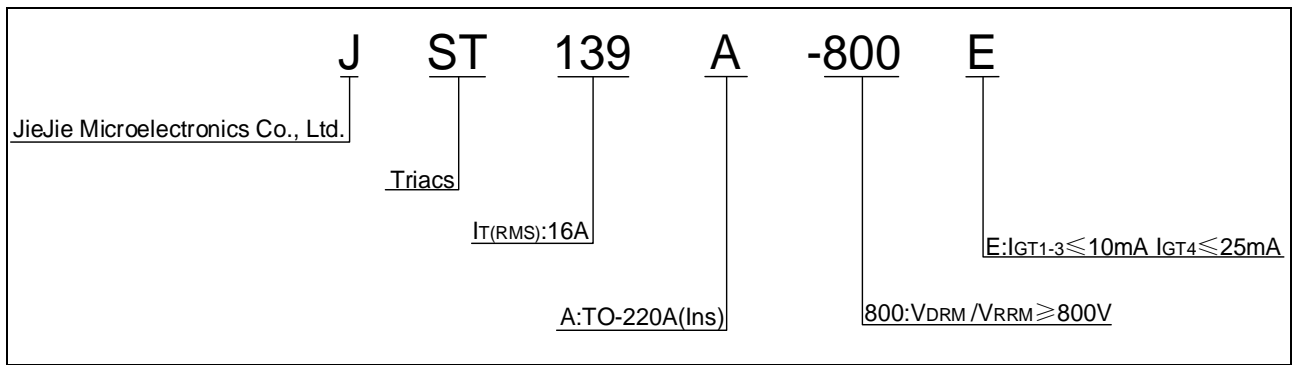 J ST 139 A -800 E
JieJie Microelectronics Co., Ltd.
Triacs
IT(RMS):16A
E:IGT1-3≤10mA IGT4≤25mA
A:TO-220A(Ins)
800:VDRM /VRRM≥800V